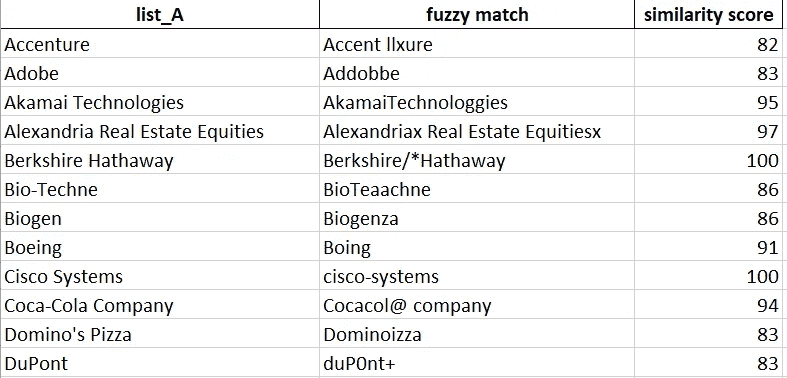 list_A fuzzy match similarity score
Accenture Accent llxure 82
Adobe Addobbe 83
Akamai Technologies AkamaiTechnologgies 95
Alexandria Real Estate Equities Alexandriax Real Estate Equitiesx 97
Berkshire Hathaway Berkshire/*Hathaway 100
Bio-Techne BioTeaachne 86
Biogen Biogenza 86
Boeing Boing 91
Cisco Systems cisco-systems 100
Coca-Cola Company Cocacol@ company 94
Domino's Pizza Dominoizza 83
DuPont duP0nt+ 83